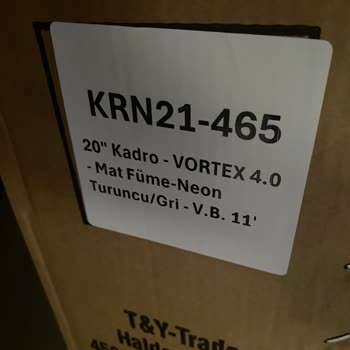 KRN21-465
20" Kadro - VORTEX 4.0
- Mat Füme-Neon
Turuncu/Gri - V.B. 11'
T&Y-Trade